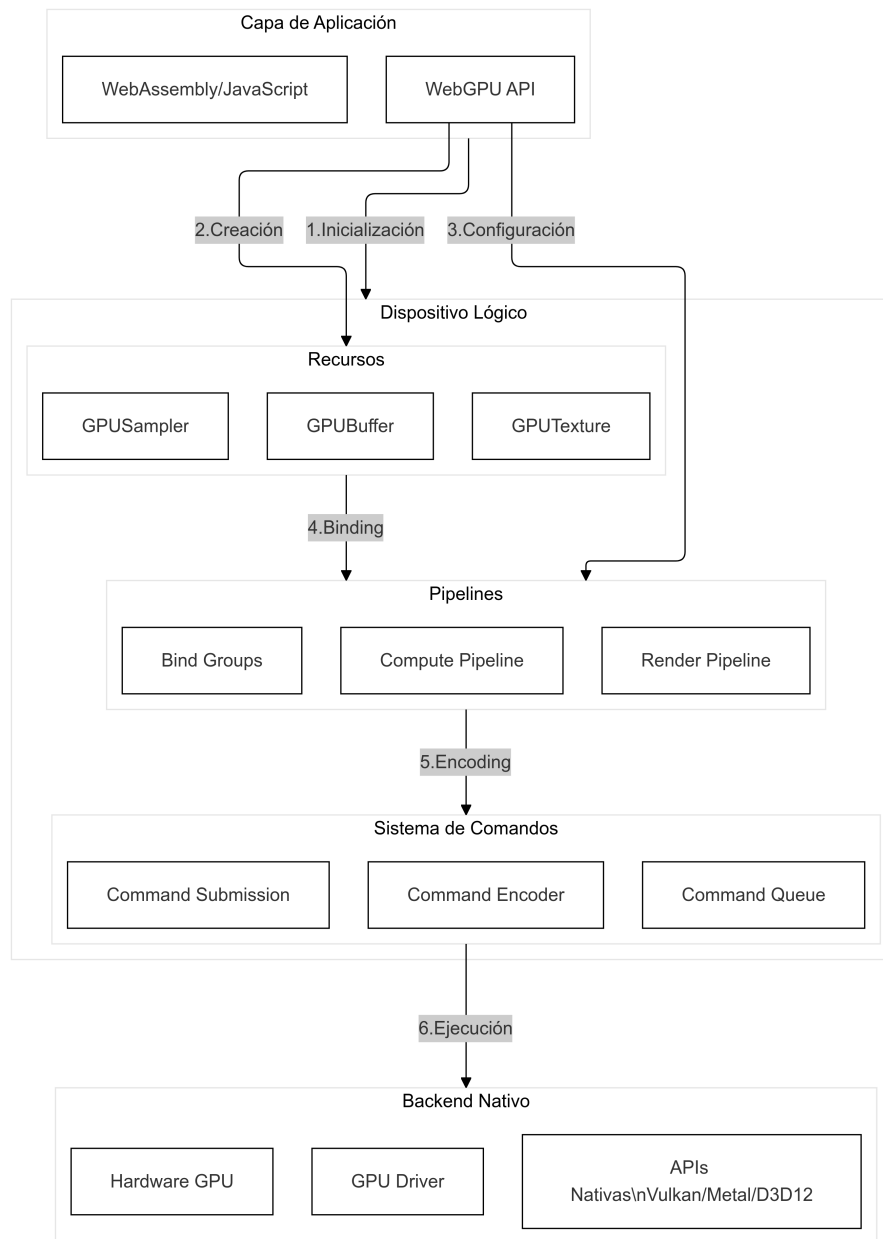 Capa de Aplicación
WebAssembly/JavaScript
WebGPU API
2.Creación
1.Inicialización
3.Configuración
Dispositivo Lógico
Recursos
GPUSampler
GPUBuffer
GPUTexture
4.Binding
Pipelines
Bind Groups
Compute Pipeline
Render Pipeline
5.Encoding
Sistema de Comandos
Command Submission
Command Encoder
Command Queue
6.Ejecución
Backend Nativo
Hardware GPU
GPU Driver
APIs
Nativas\nVulkan/Metal/D3D12